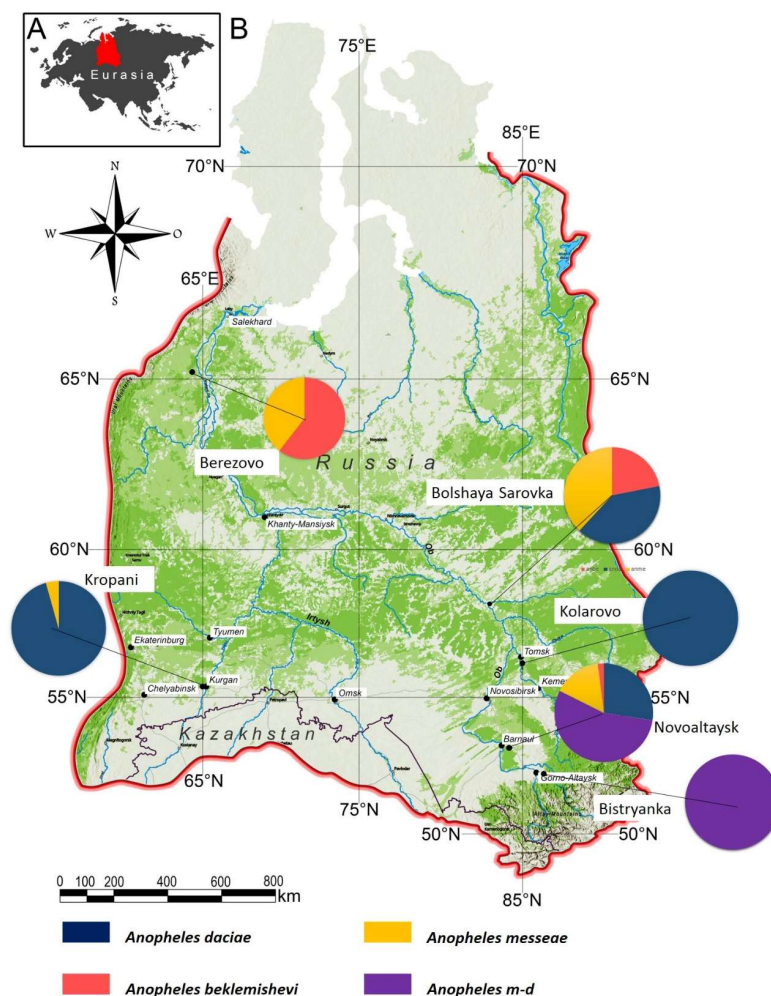 A
B
Eurasia
75°E
85°E
70°N
70°N
N
W
O
S
65°E
Salekhard
65°N
65°N
Berezovo
Russia
Bolshaya Sarovka
Khanty-Mansiysk
Ob
60°N
60°N
Kropani
Kolarovo
Irtysh
Tyumen
Ekaterinburg
Tomsk
Ob
Kurgan
55°N
55°N
Chelyabinsk
Omsk
Novosibirsk
Novoaltaysk
Kazakhstan
Barnaul
65°E
Gorno-Altaysk
75°E
Bistryanka
50°N
50°N
0 100 200 400 600 800
km
85°E
Anopheles daciae
Anopheles messeae
Anopheles beklemishevi
Anopheles m-d